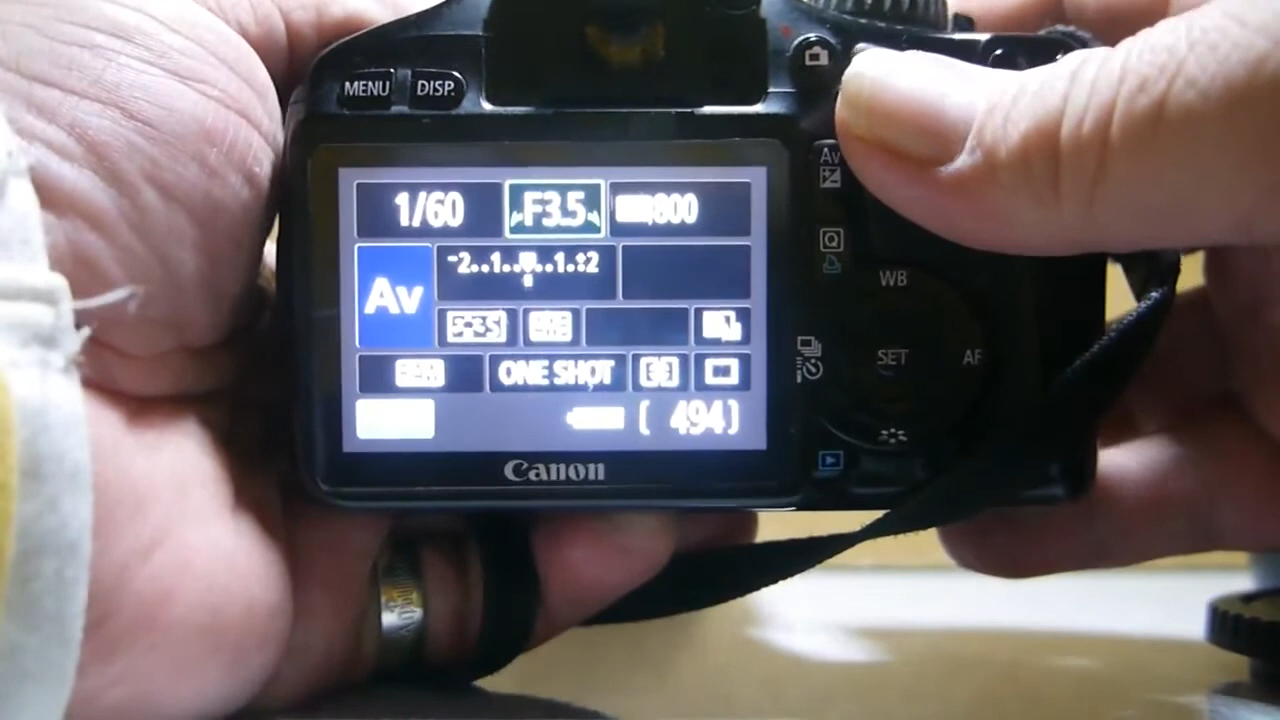 MENU DISP.
Av
1/60 F3.5 800
Av -2..1..0..1.:2
Q
WB
ONE SHOT
SET AF
[ 494]
Canon